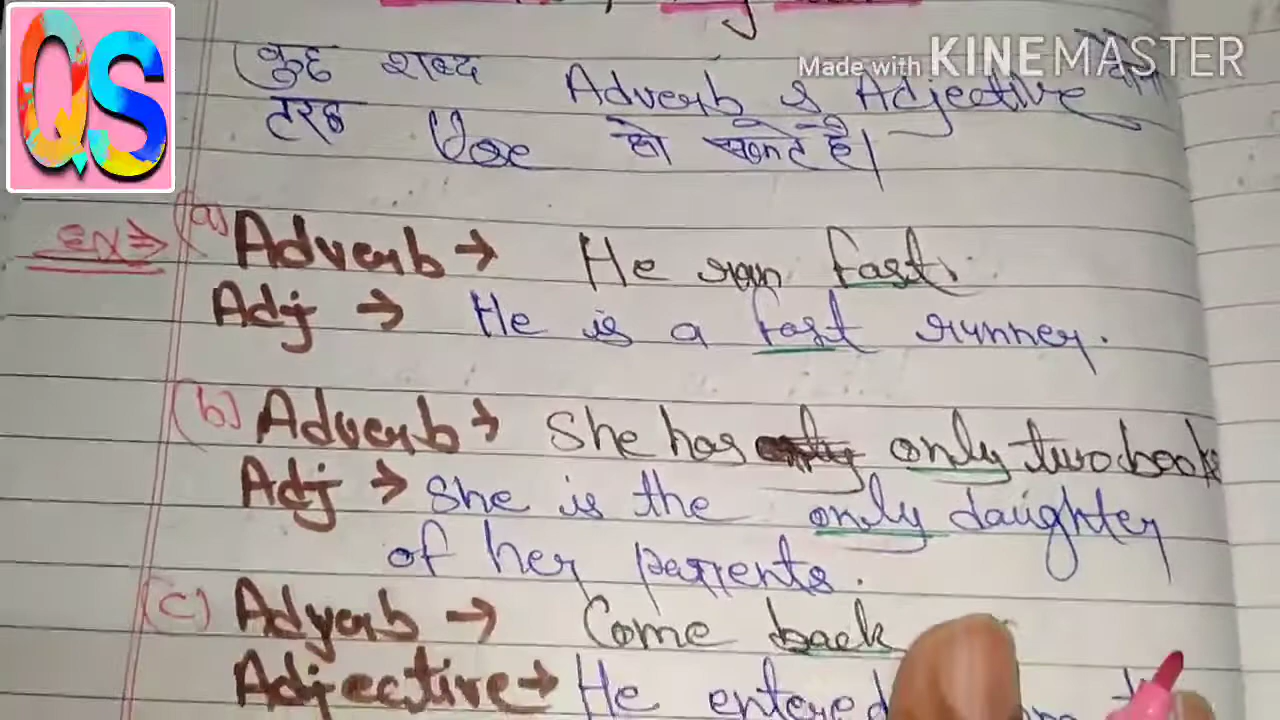 QS
Made with KINEMASTER
कुछ शब्द Adverb & Adjective दोनों
तरह Use हो सकते है।
Ex ⇒ (a) Adverb → He ran fast.
Adj → He is a fast runner.
(b) Adverb → She has only two books
Adj → She is the only daughter
of her parents.
(c) Adverb → Come back
Adjective → He entered